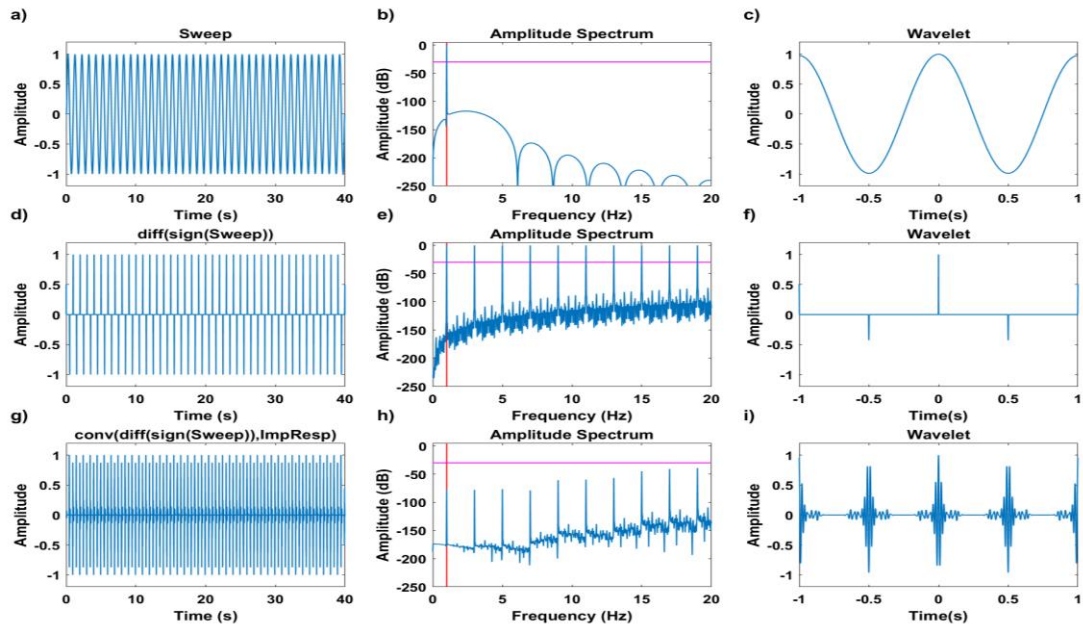 a) b) c)
Sweep Amplitude Spectrum Wavelet
Amplitude
1
0.5
0
-0.5
-1
0 10 20 30 40
Time (s)
Amplitude (dB)
0
-50
-100
-150
-200
-250
0 5 10 15 20
Frequency (Hz)
Amplitude
1
0.5
0
-0.5
-1
-1 -0.5 0 0.5 1
Time(s)
d) e) f)
diff(sign(Sweep)) Amplitude Spectrum Wavelet
Amplitude
1
0.5
0
-0.5
-1
0 10 20 30 40
Time (s)
Amplitude (dB)
0
-50
-100
-150
-200
-250
0 5 10 15 20
Frequency (Hz)
Amplitude
1
0.5
0
-0.5
-1
-1 -0.5 0 0.5 1
Time(s)
g) h) i)
conv(diff(sign(Sweep)),ImpResp) Amplitude Spectrum Wavelet
Amplitude
1
0.5
0
-0.5
-1
0 10 20 30 40
Time (s)
Amplitude (dB)
0
-50
-100
-150
-200
-250
0 5 10 15 20
Frequency (Hz)
Amplitude
1
0.5
0
-0.5
-1
-1 -0.5 0 0.5 1
Time(s)